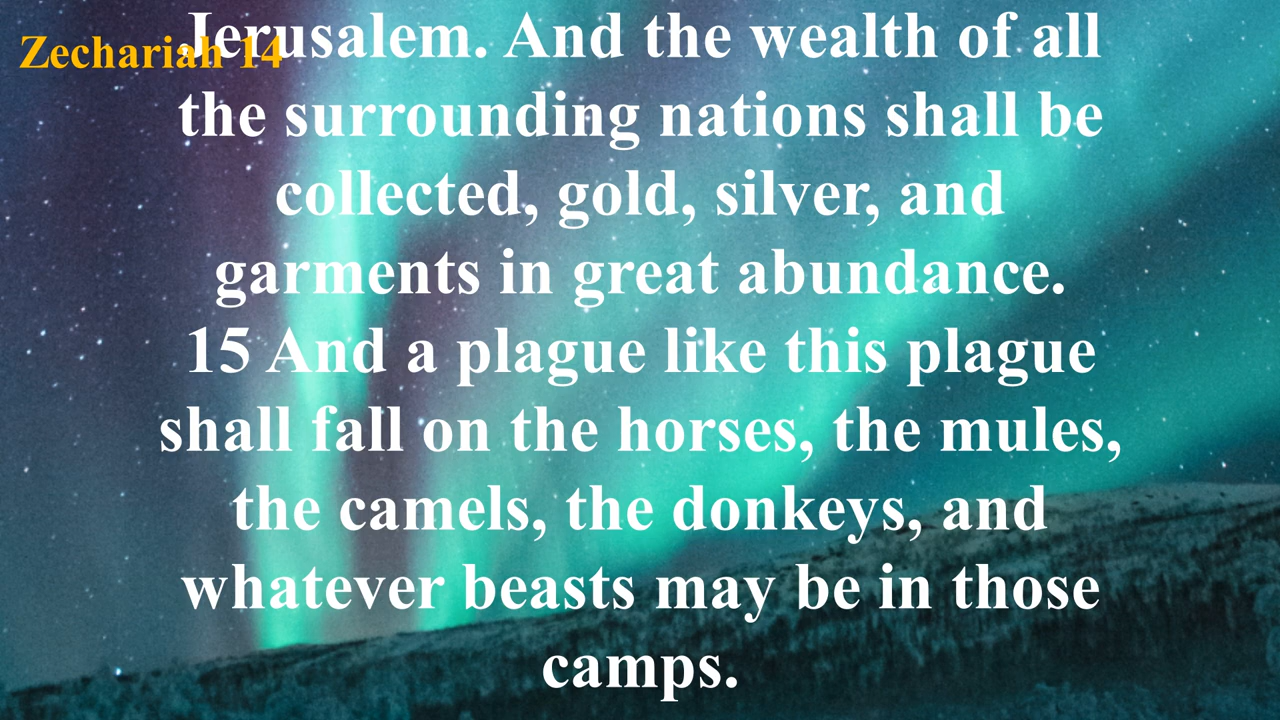 Zechariah 14
Jerusalem. And the wealth of all
the surrounding nations shall be
collected, gold, silver, and
garments in great abundance.
15 And a plague like this plague
shall fall on the horses, the mules,
the camels, the donkeys, and
whatever beasts may be in those
camps.